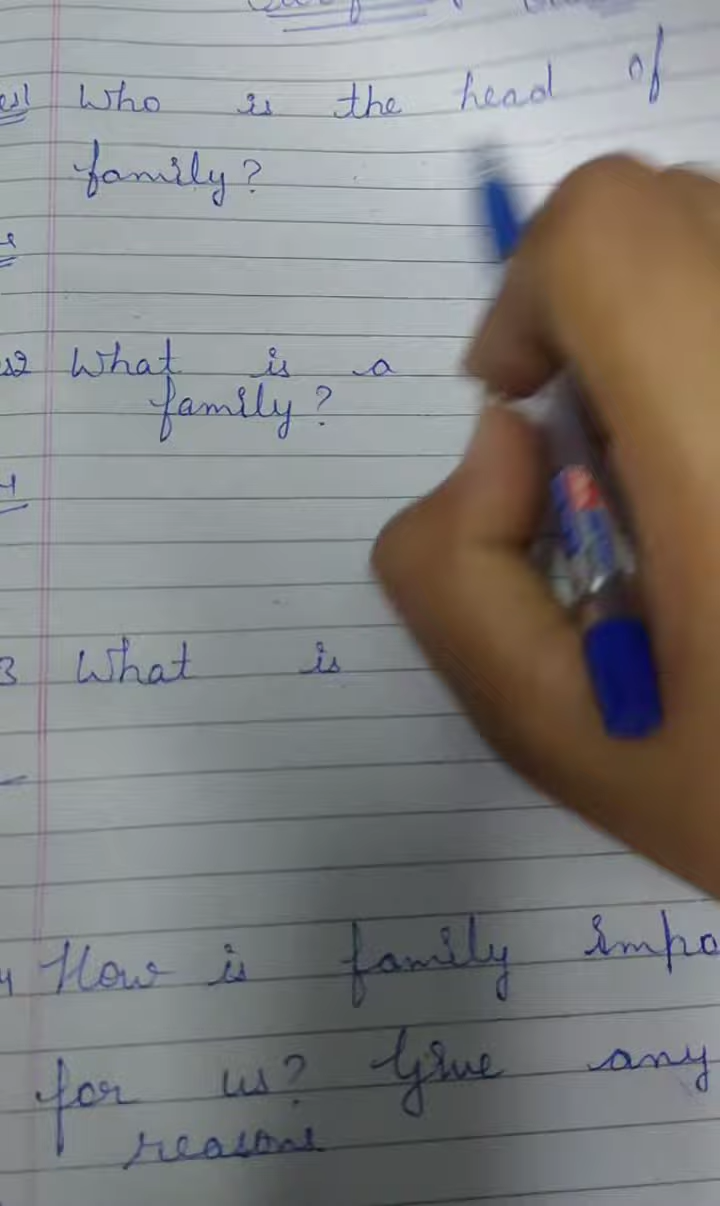 Who is the head of
family?
What is a
family?
What is
How is family impo
for us? Give any
reasons